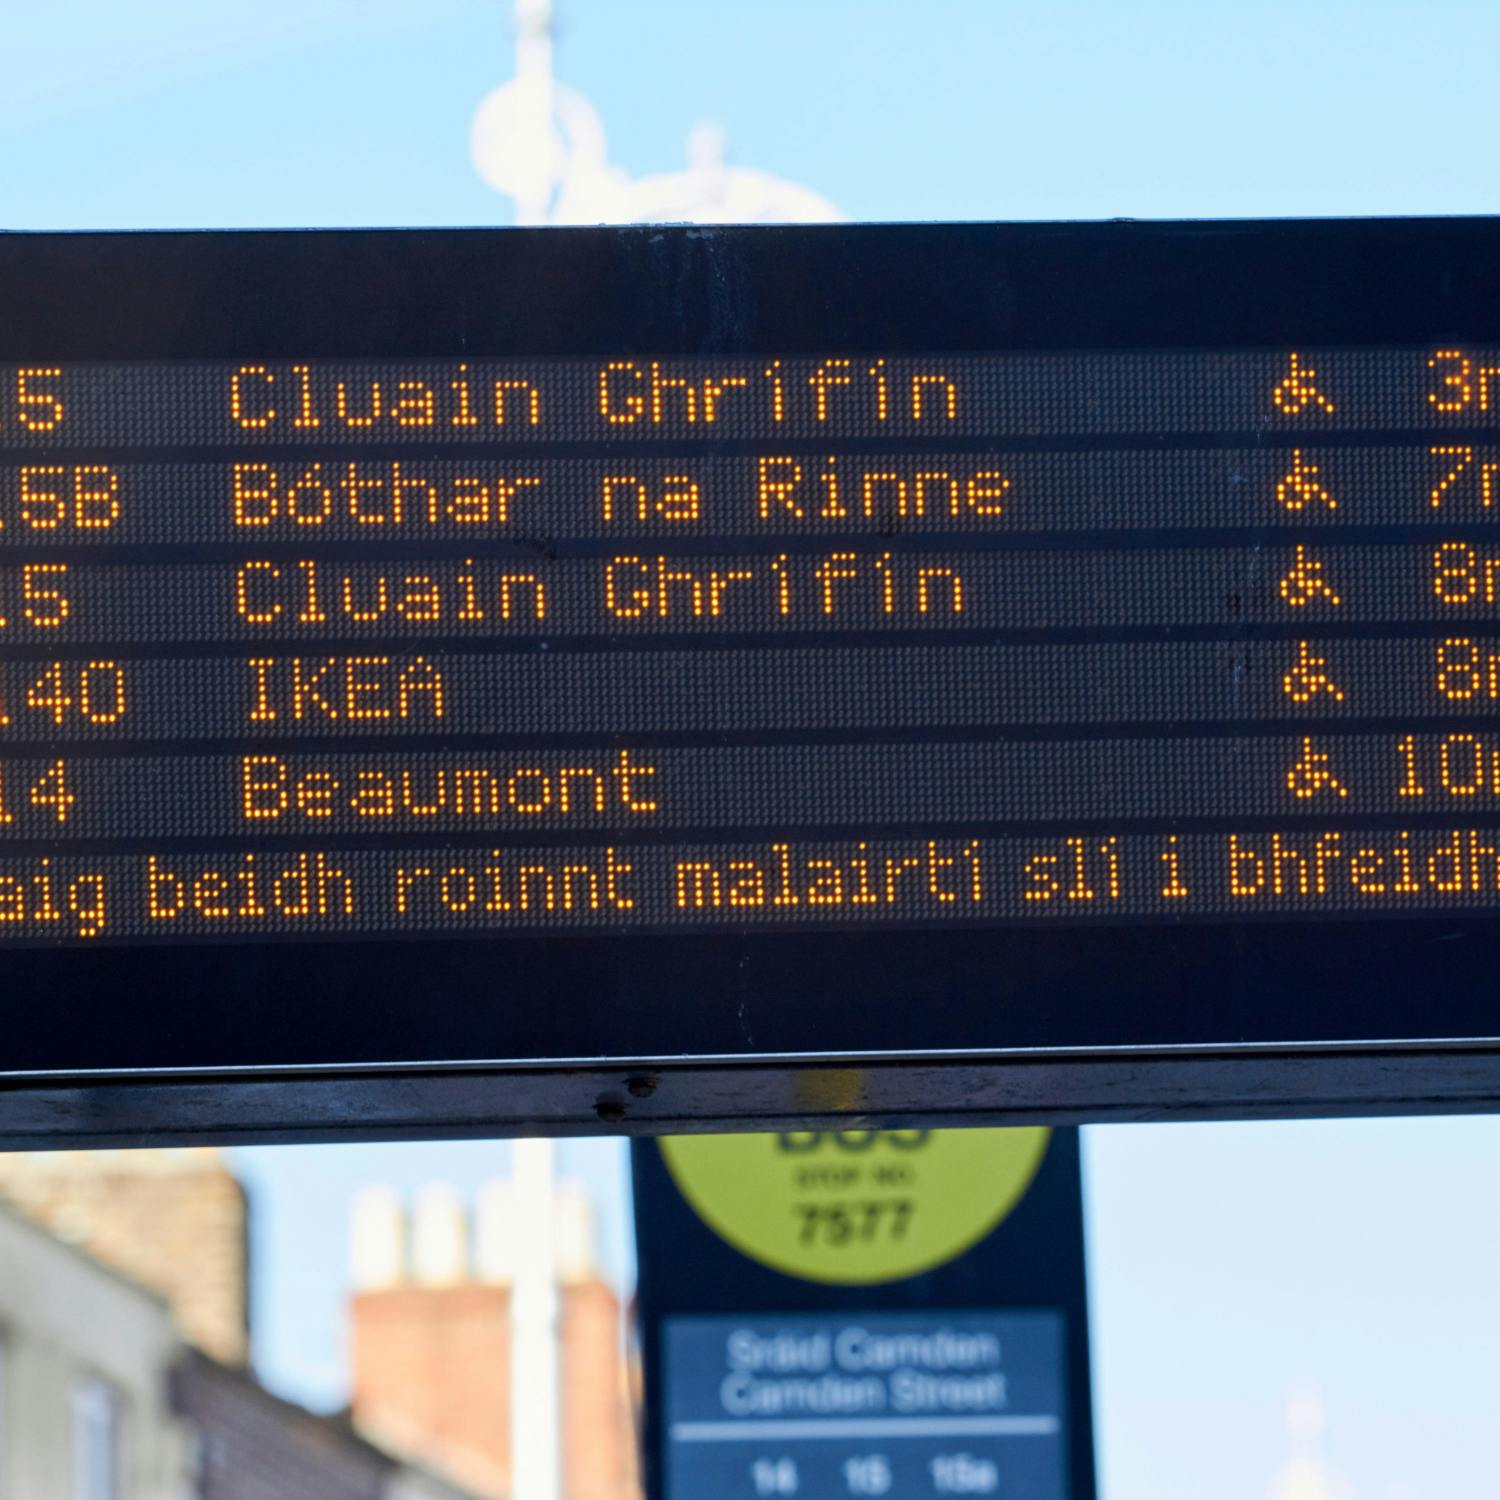 15 Cluain Ghrífín 3m
15B Bóthar na Rinne 7m
15 Cluain Ghrífín 8m
140 IKEA 8m
14 Beaumont 10m
aig beidh roinnt malairtí slí i bhfeidh
BUS
STOP NO.
7577
Sráid Camden
Camden Street
14 15 15a